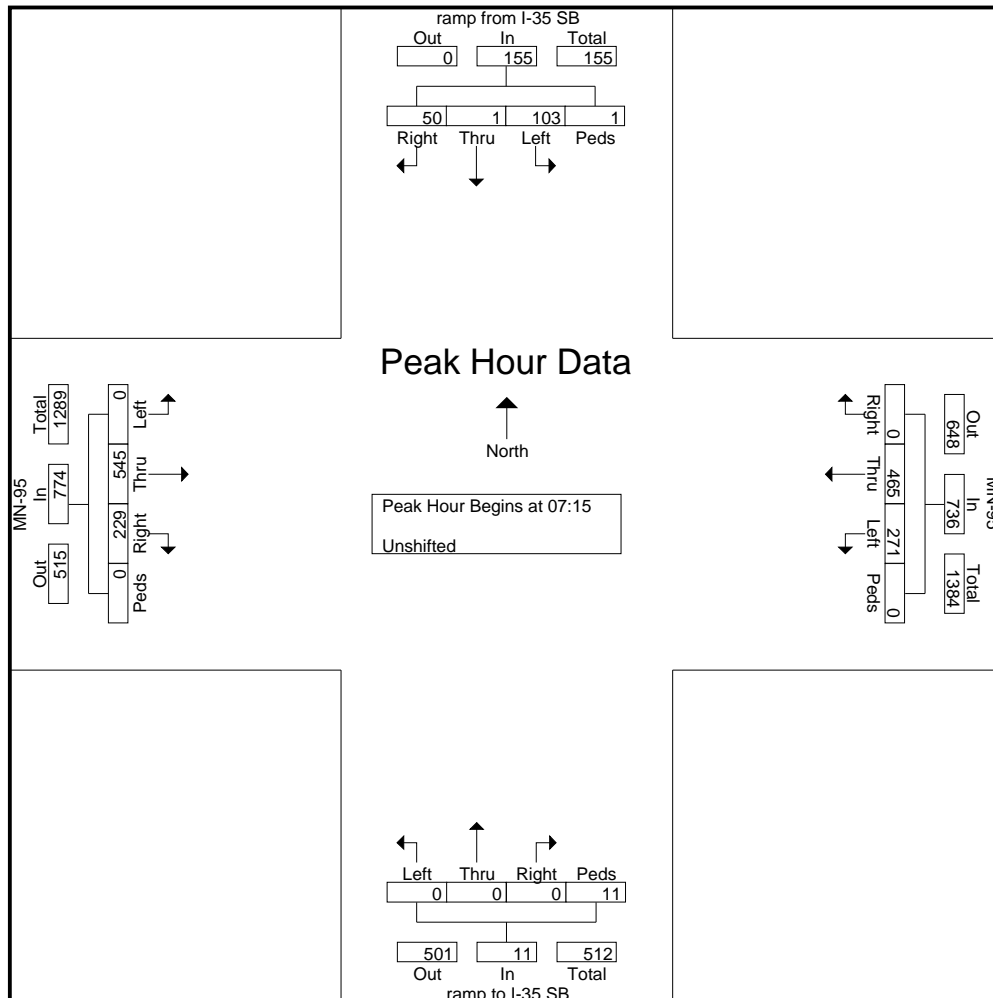 ramp from I-35 SB
Out In Total
0 155 155
50 1 103 1
Right Thru Left Peds
Peak Hour Data
North
Peak Hour Begins at 07:15
Unshifted
MN-95
Total In Out
1289 774 515
0 545 229 0
Left Thru Right Peds
Out In Total
648 736 1384
0 465 271 0
Right Thru Left Peds
Left Thru Right Peds
0 0 0 11
501 11 512
Out In Total
ramp to I-35 SB